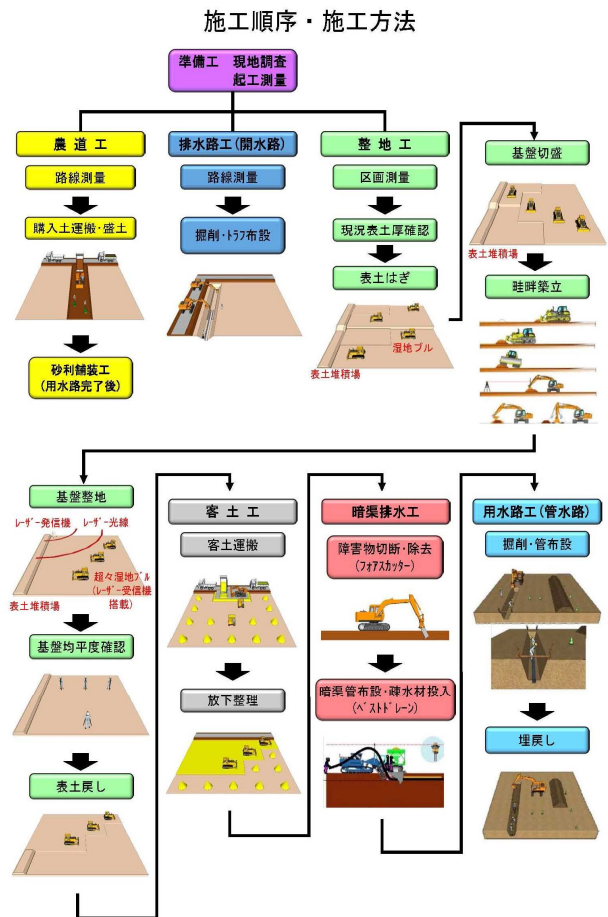 施工順序・施工方法
準備工　現地調査
起工測量
農道工
路線測量
購入土運搬・盛土
砂利舗装工
(用水路完了後)
排水路工(開水路)
路線測量
掘削・トラフ布設
整地工
区画測量
現況表土厚確認
表土はぎ
湿地ブル
表土堆積場
基盤切盛
表土堆積場
畦畔築立
基盤整地
レーザー発信機
レーザー光線
超々湿地ブル
(レーザー受信機
搭載)
表土堆積場
基盤均平度確認
表土戻し
客土工
客土運搬
放下整理
暗渠排水工
障害物切断・除去
(フォアスカッター)
暗渠管布設・疎水材投入
(ベストドレーン)
用水路工(管水路)
掘削・管布設
埋戻し